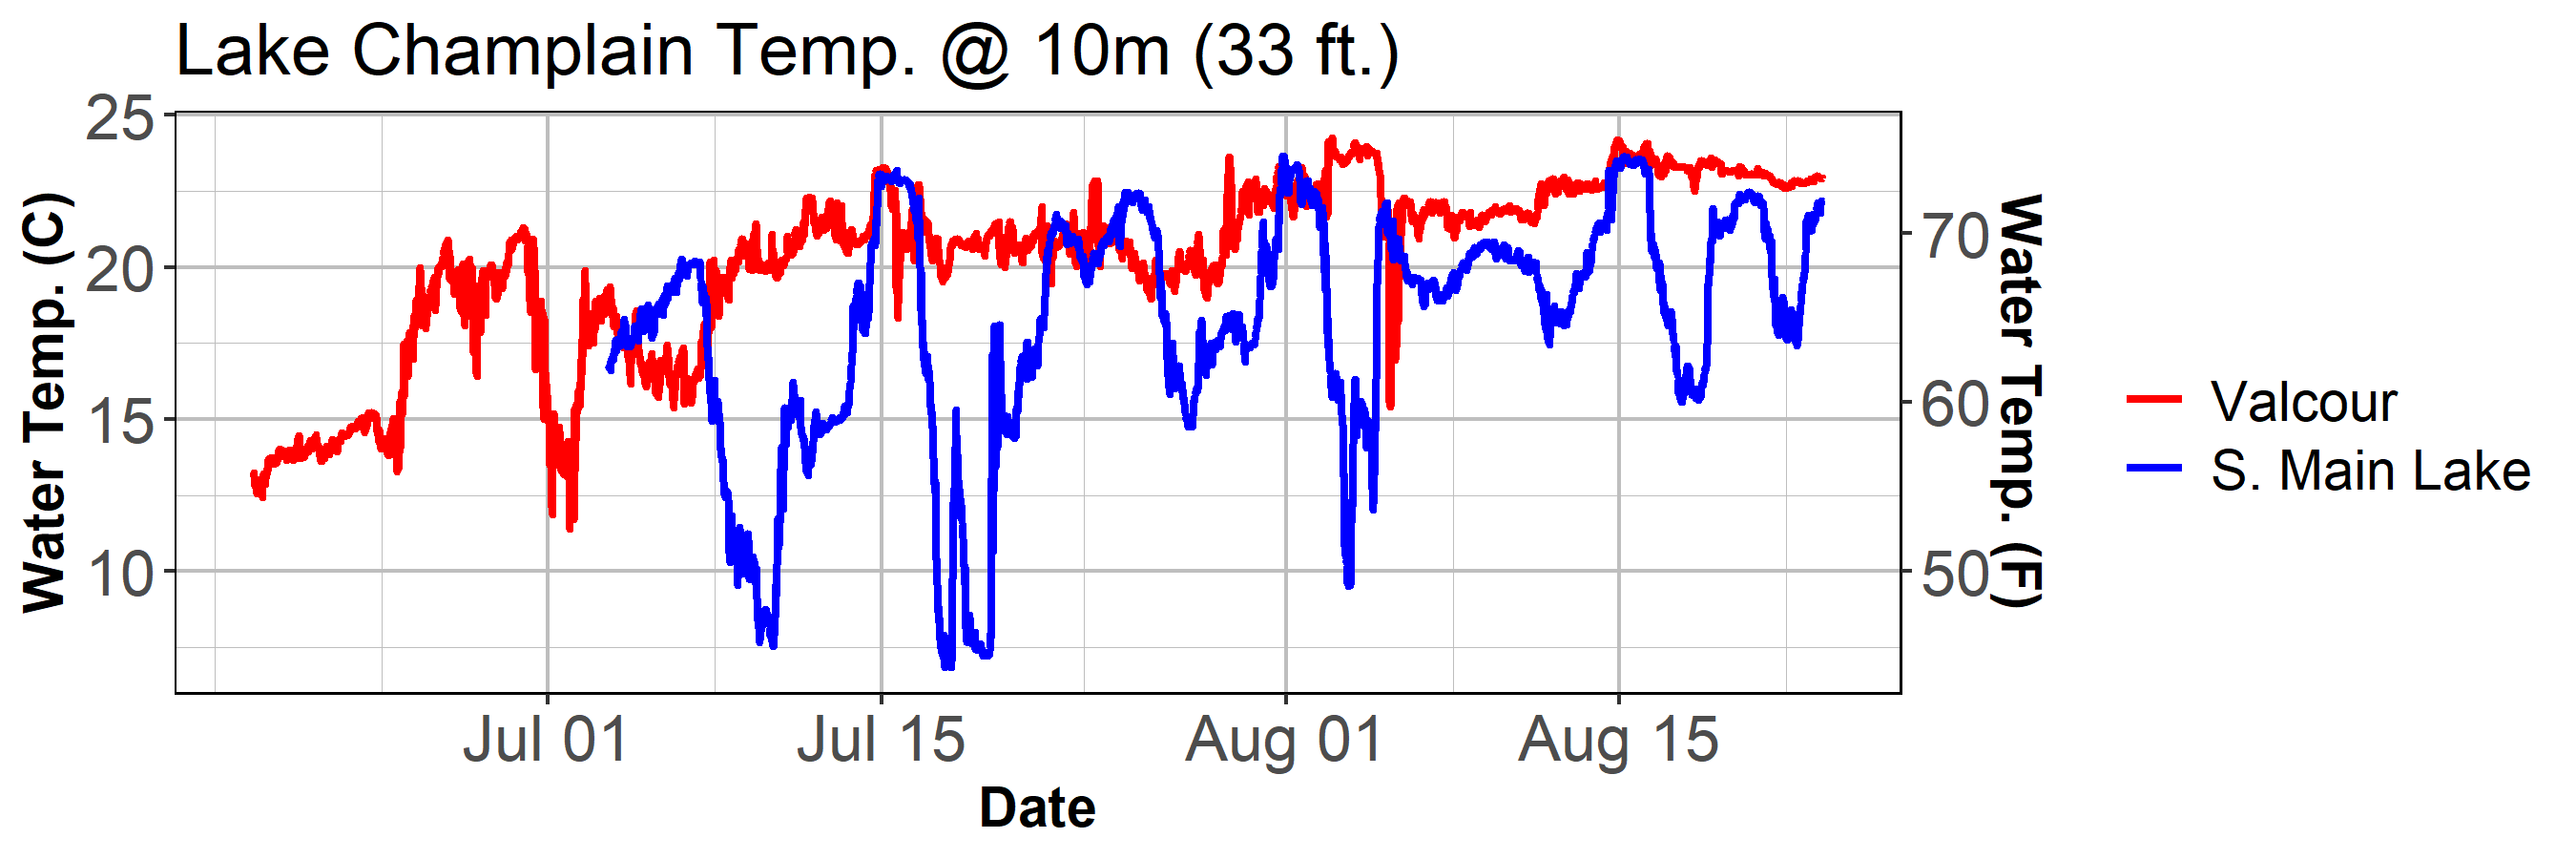 Lake Champlain Temp. @ 10m (33 ft.)
Water Temp. (C)
25
20
15
10
70
60
50
Water Temp. (F)
Jul 01
Jul 15
Aug 01
Aug 15
Date
Valcour
S. Main Lake